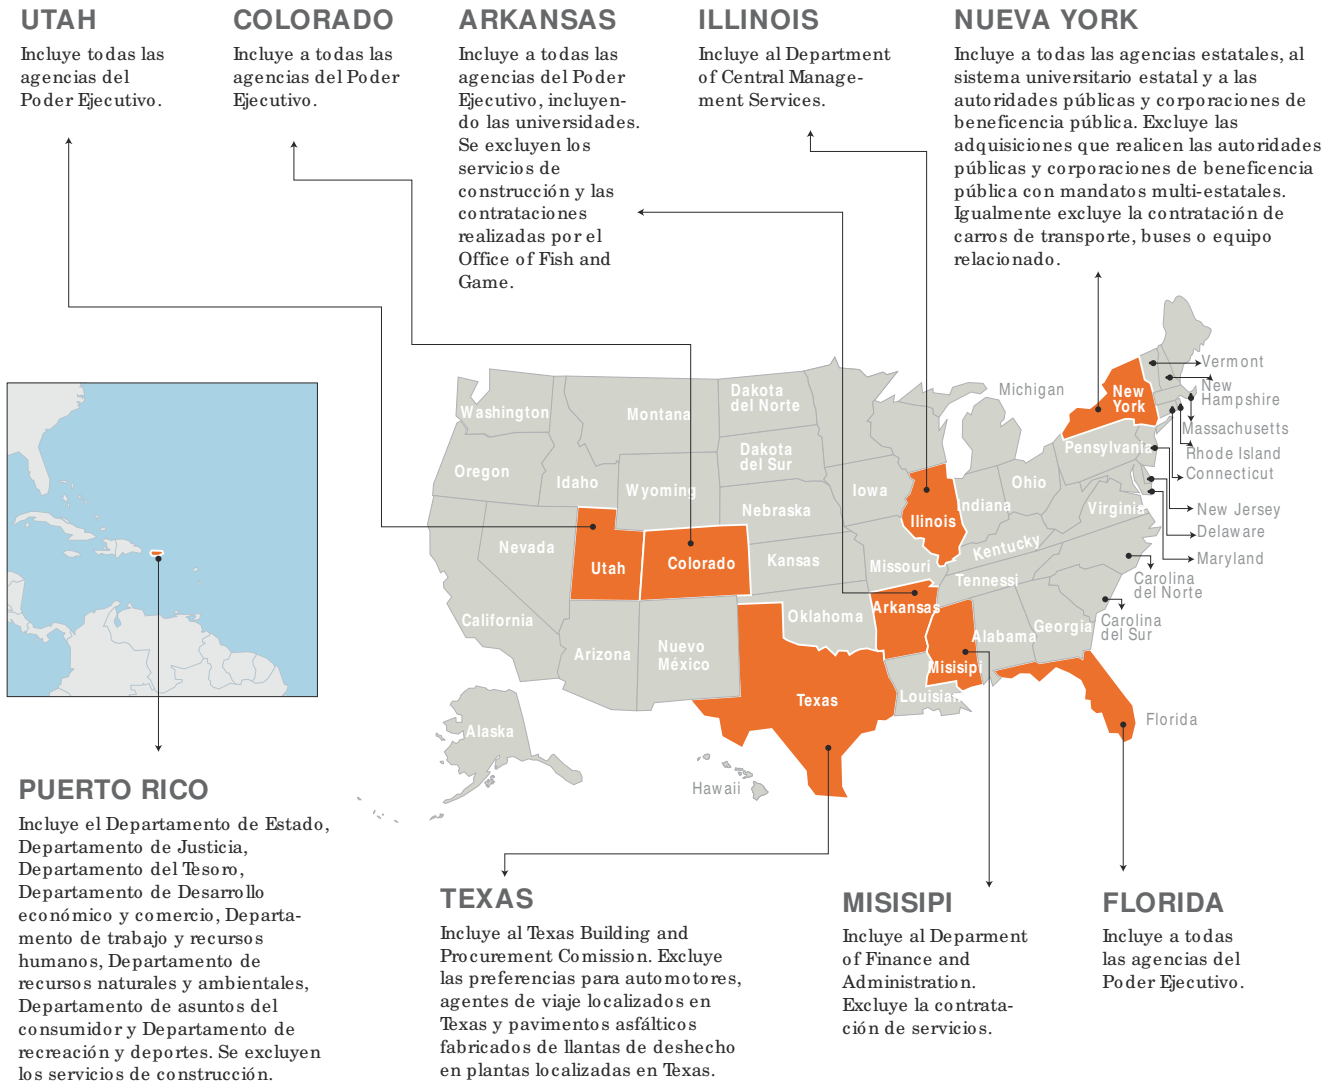 UTAH
Incluye todas las
agencias del
Poder Ejecutivo.
COLORADO
Incluye a todas las
agencias del Poder
Ejecutivo.
ARKANSAS
Incluye a todas las
agencias del Poder
Ejecutivo, incluyen-
do las universidades.
Se excluyen los
servicios de
construcción y las
contrataciones
realizadas por el
Office of Fish and
Game.
ILLINOIS
Incluye al Department
of Central Manage-
ment Services.
NUEVA YORK
Incluye a todas las agencias estatales, al
sistema universitario estatal y a las
autoridades públicas y corporaciones de
beneficencia pública. Excluye las
adquisiciones que realicen las autoridades
públicas y corporaciones de beneficencia
pública con mandatos multi-estatales.
Igualmente excluye la contratación de
carros de transporte, buses o equipo
relacionado.
Washington
Oregon
California
Nevada
Idaho
Montana
Wyoming
Utah
Colorado
Arizona
Nuevo
México
Dakota
del Norte
Dakota
del Sur
Nebraska
Kansas
Oklahoma
Texas
Iowa
Missouri
Arkansas
Louisian
Misisipi
Ilinois
Indiana
Michigan
Ohio
Kentucky
Tennessi
Alabama
Georgia
Virginia
Pensylvania
New
York
Vermont
New
Hampshire
Massachusetts
Rhode Island
Connecticut
New Jersey
Delaware
Maryland
Carolina
del Norte
Carolina
del Sur
Florida
Alaska
Hawaii
PUERTO RICO
Incluye el Departamento de Estado,
Departamento de Justicia,
Departamento del Tesoro,
Departamento de Desarrollo
económico y comercio, Departa-
mento de trabajo y recursos
humanos, Departamento de
recursos naturales y ambientales,
Departamento de asuntos del
consumidor y Departamento de
recreación y deportes. Se excluyen
los servicios de construcción.
TEXAS
Incluye al Texas Building and
Procurement Comission. Excluye
las preferencias para automotores,
agentes de viaje localizados en
Texas y pavimentos asfálticos
fabricados de llantas de deshecho
en plantas localizadas en Texas.
MISISIPI
Incluye al Deparment
of Finance and
Administration.
Excluye la contrata-
ción de servicios.
FLORIDA
Incluye a todas
las agencias del
Poder Ejecutivo.